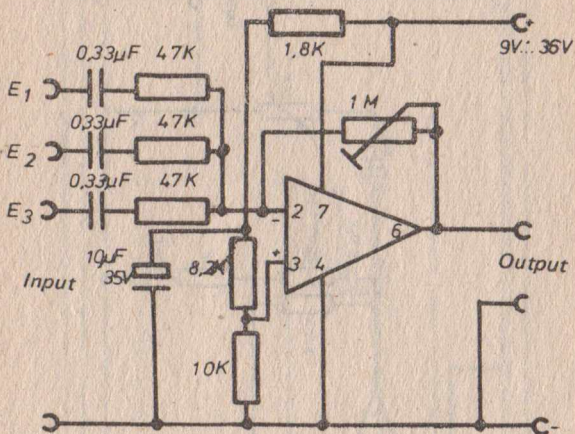 +
1,8K
9V∴36V
0,33µF 47K
E1
1 M
0,33µF 47K
E2
0,33µF 47K
E3
2 7
-
6
+
3 4
10µF
35V
8,2K
Input
Output
10K
-